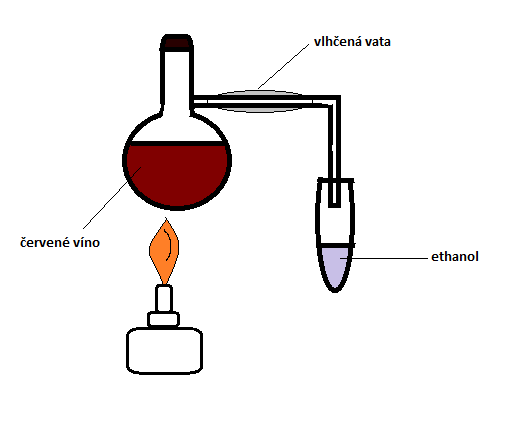 vlhčená vata
červené víno
ethanol